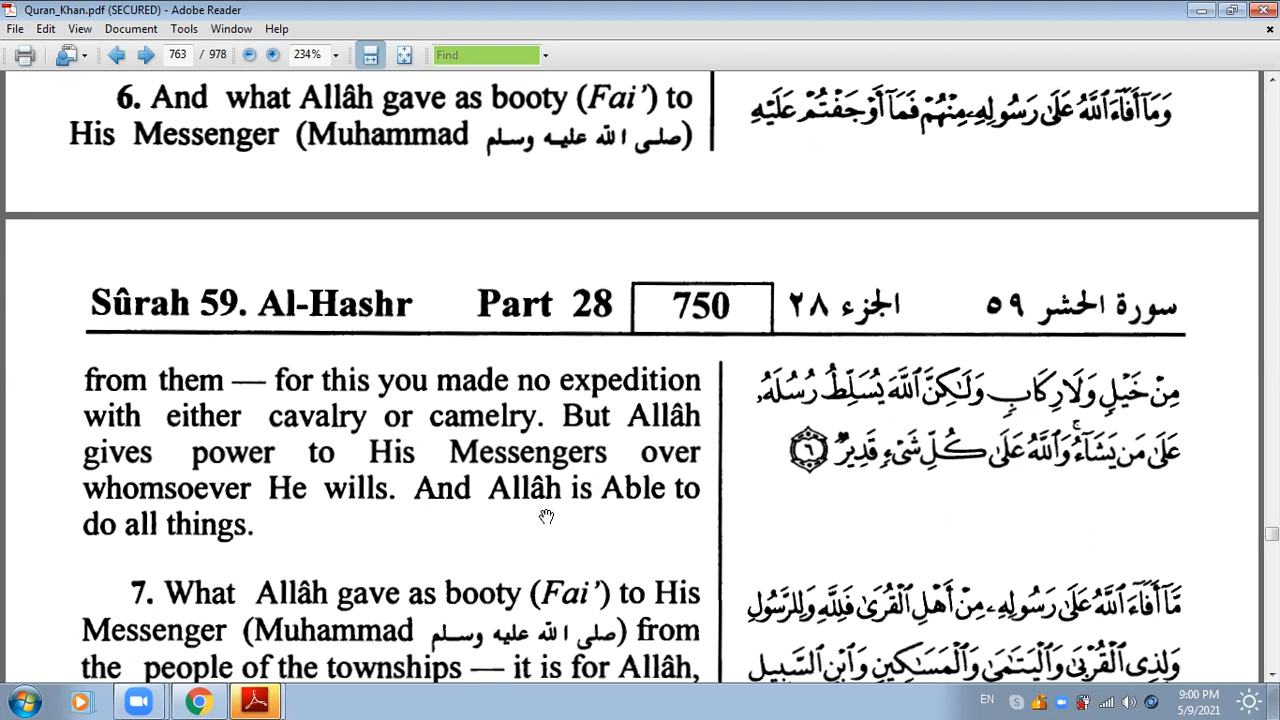 Quran_Khan.pdf (SECURED) - Adobe Reader
File Edit View Document Tools Window Help
763 / 978 234% Find
6. And what Allâh gave as booty (Fai’) to
His Messenger (Muhammad صلى الله عليه وسلم)
وَمَآ أَفَآءَ ٱللَّهُ عَلَىٰ رَسُولِهِۦ مِنْهُمْ فَمَآ أَوْجَفْتُمْ عَلَيْهِ
Sûrah 59. Al-Hashr Part 28 750 الجزء ٢٨ سورة الحشر ٥٩
from them — for this you made no expedition
with either cavalry or camelry. But Allâh
gives power to His Messengers over
whomsoever He wills. And Allâh is Able to
do all things.
مِنْ خَيْلٍ وَلَا رِكَابٍ وَلَـٰكِنَّ ٱللَّهَ يُسَلِّطُ رُسُلَهُۥ
عَلَىٰ مَن يَشَآءُ ۚ وَٱللَّهُ عَلَىٰ كُلِّ شَىْءٍ قَدِيرٌ ٦
7. What Allâh gave as booty (Fai’) to His
Messenger (Muhammad صلى الله عليه وسلم) from
the people of the townships — it is for Allâh,
مَّآ أَفَآءَ ٱللَّهُ عَلَىٰ رَسُولِهِۦ مِنْ أَهْلِ ٱلْقُرَىٰ فَلِلَّهِ وَلِلرَّسُولِ
وَلِذِى ٱلْقُرْبَىٰ وَٱلْيَتَـٰمَىٰ وَٱلْمَسَـٰكِينِ وَٱبْنِ ٱلسَّبِيلِ
EN 9:00 PM
5/9/2021